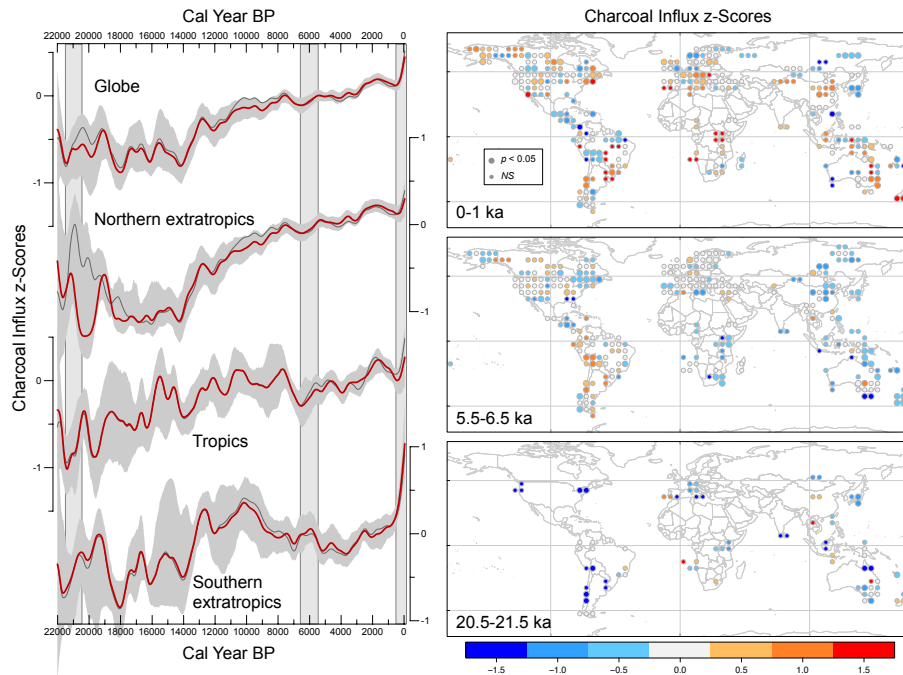 Cal Year BP
22000 20000 18000 16000 14000 12000 10000 8000 6000 4000 2000 0
Globe
0
-1
1
Northern extratropics
0
-1
Charcoal Influx z-Scores
0
Tropics
-1
1
0
Southern
extratropics
-1
22000 20000 18000 16000 14000 12000 10000 8000 6000 4000 2000 0
Cal Year BP
Charcoal Influx z-Scores
p < 0.05
NS
0-1 ka
5.5-6.5 ka
20.5-21.5 ka
−1.5 −1.0 −0.5 0.0 0.5 1.0 1.5